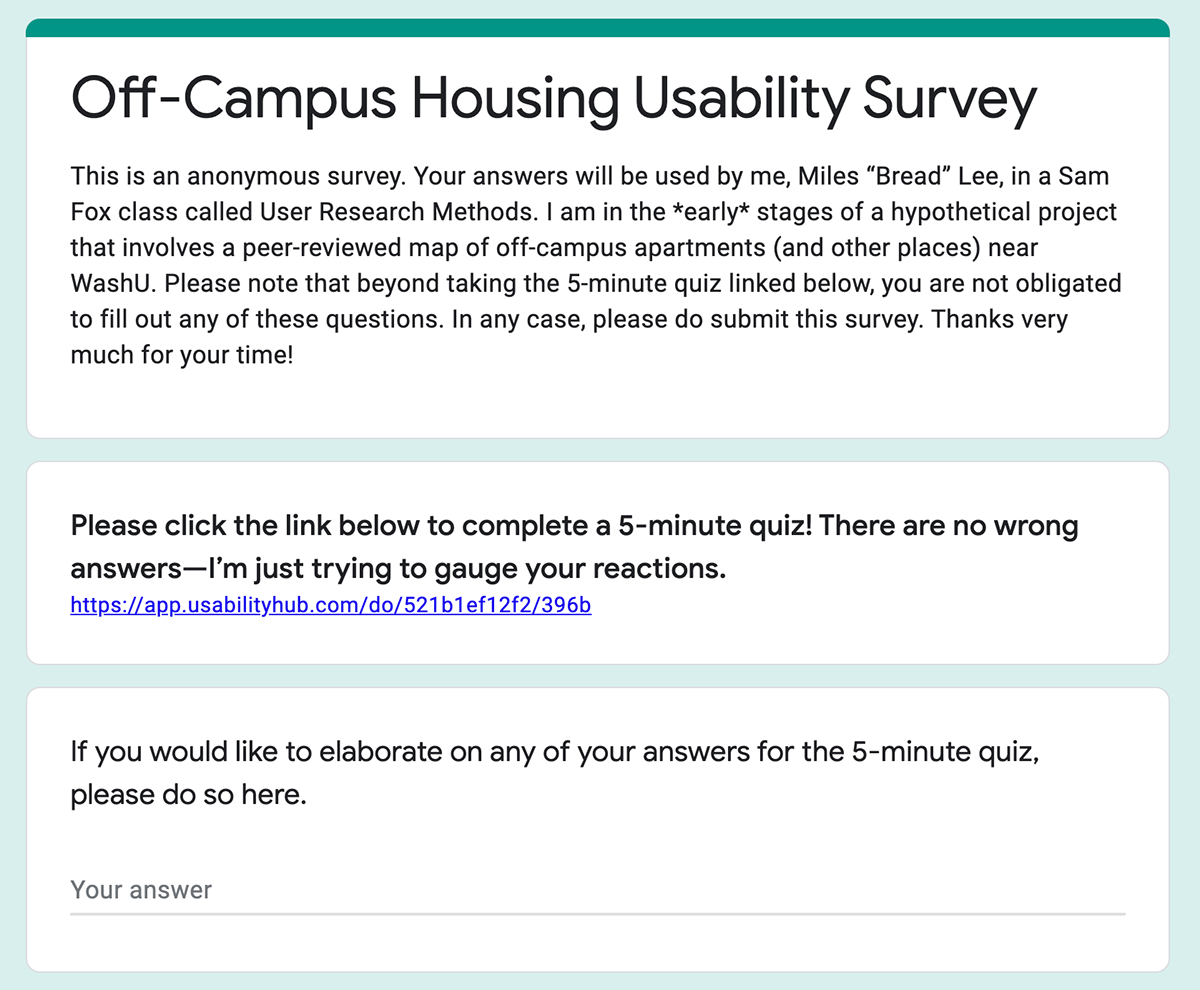 Off-Campus Housing Usability Survey
This is an anonymous survey. Your answers will be used by me, Miles “Bread” Lee, in a Sam
Fox class called User Research Methods. I am in the *early* stages of a hypothetical project
that involves a peer-reviewed map of off-campus apartments (and other places) near
WashU. Please note that beyond taking the 5-minute quiz linked below, you are not obligated
to fill out any of these questions. In any case, please do submit this survey. Thanks very
much for your time!
Please click the link below to complete a 5-minute quiz! There are no wrong
answers—I’m just trying to gauge your reactions.
https://app.usabilityhub.com/do/521b1ef12f2/396b
If you would like to elaborate on any of your answers for the 5-minute quiz,
please do so here.
Your answer